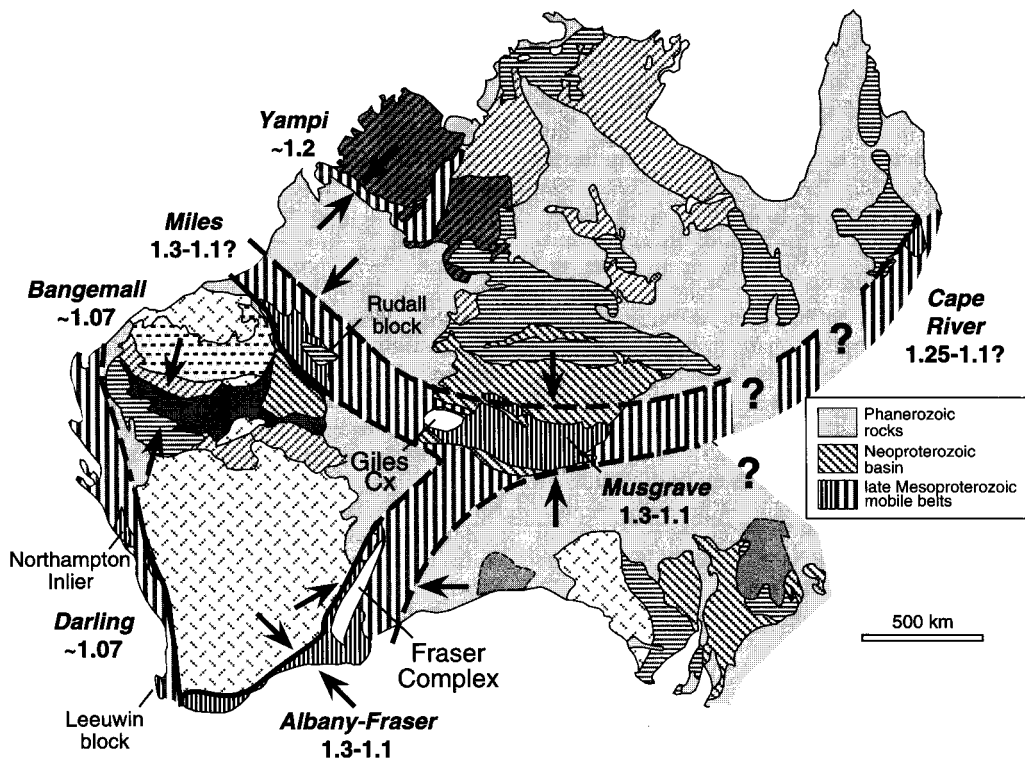 Yampi
~1.2
Miles
1.3-1.1?
Bangemall
~1.07
Rudall
block
Cape
River
1.25-1.1?
?
?
?
Phanerozoic
rocks
Neoproterozoic
basin
late Mesoproterozoic
mobile belts
Giles
Cx
Musgrave
1.3-1.1
Northampton
Inlier
Darling
~1.07
500 km
Fraser
Complex
Leeuwin
block
Albany-Fraser
1.3-1.1